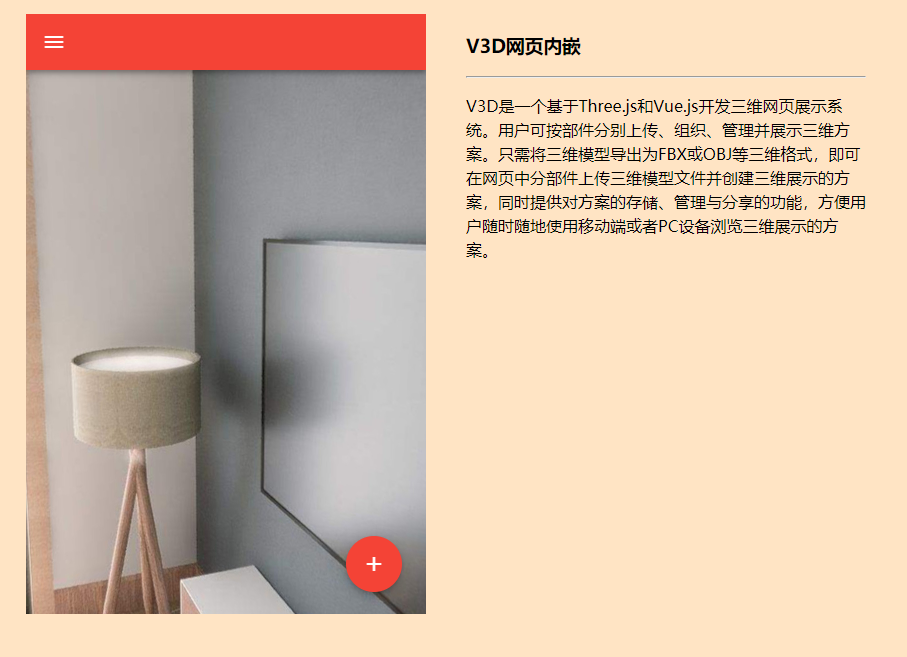 V3D网页内嵌
V3D是一个基于Three.js和Vue.js开发三维网页展示系
统。用户可按部件分别上传、组织、管理并展示三维方
案。只需将三维模型导出为FBX或OBJ等三维格式，即可
在网页中分部件上传三维模型文件并创建三维展示的方
案，同时提供对方案的存储、管理与分享的功能，方便用
户随时随地使用移动端或者PC设备浏览三维展示的方
案。